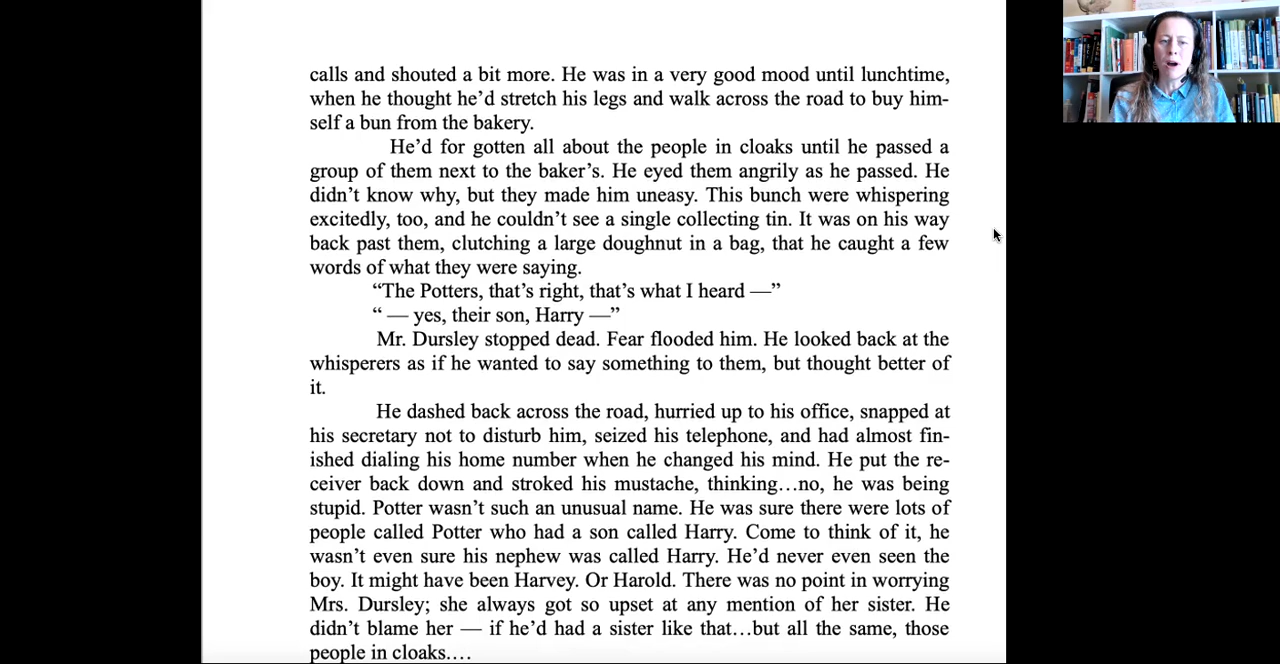 calls and shouted a bit more. He was in a very good mood until lunchtime,
when he thought he’d stretch his legs and walk across the road to buy him-
self a bun from the bakery.
He’d for gotten all about the people in cloaks until he passed a
group of them next to the baker’s. He eyed them angrily as he passed. He
didn’t know why, but they made him uneasy. This bunch were whispering
excitedly, too, and he couldn’t see a single collecting tin. It was on his way
back past them, clutching a large doughnut in a bag, that he caught a few
words of what they were saying.
“The Potters, that’s right, that’s what I heard —”
“ — yes, their son, Harry —”
Mr. Dursley stopped dead. Fear flooded him. He looked back at the
whisperers as if he wanted to say something to them, but thought better of
it.
He dashed back across the road, hurried up to his office, snapped at
his secretary not to disturb him, seized his telephone, and had almost fin-
ished dialing his home number when he changed his mind. He put the re-
ceiver back down and stroked his mustache, thinking…no, he was being
stupid. Potter wasn’t such an unusual name. He was sure there were lots of
people called Potter who had a son called Harry. Come to think of it, he
wasn’t even sure his nephew was called Harry. He’d never even seen the
boy. It might have been Harvey. Or Harold. There was no point in worrying
Mrs. Dursley; she always got so upset at any mention of her sister. He
didn’t blame her — if he’d had a sister like that…but all the same, those
people in cloaks.…